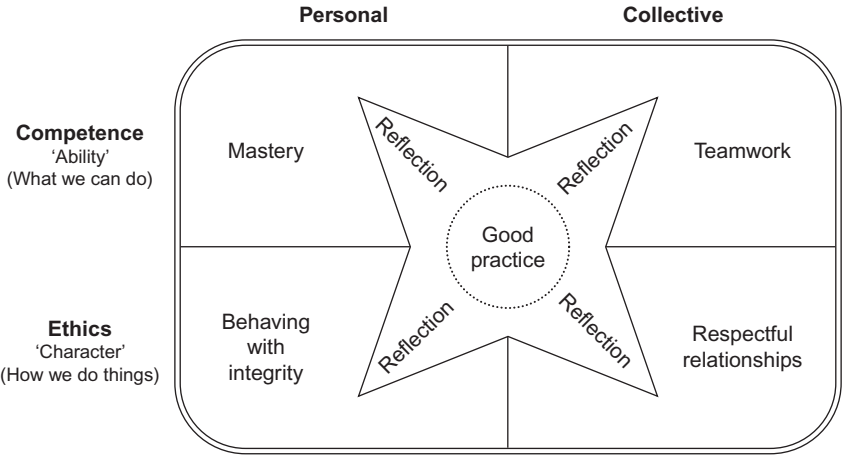 Personal
Collective
Competence
‘Ability’
(What we can do)
Mastery
Reflection
Reflection
Teamwork
Good
practice
Ethics
‘Character’
(How we do things)
Behaving
with
integrity
Reflection
Reflection
Respectful
relationships